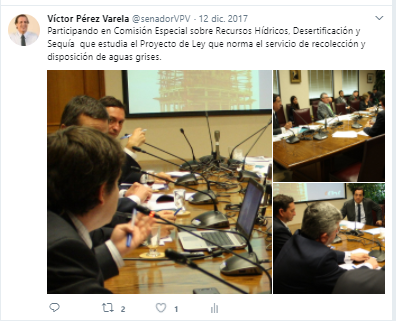 Víctor Pérez Varela @senadorVPV · 12 dic. 2017
Participando en Comisión Especial sobre Recursos Hídricos, Desertificación y
Sequía que estudia el Proyecto de Ley que norma el servicio de recolección y
disposición de aguas grises.
2 1